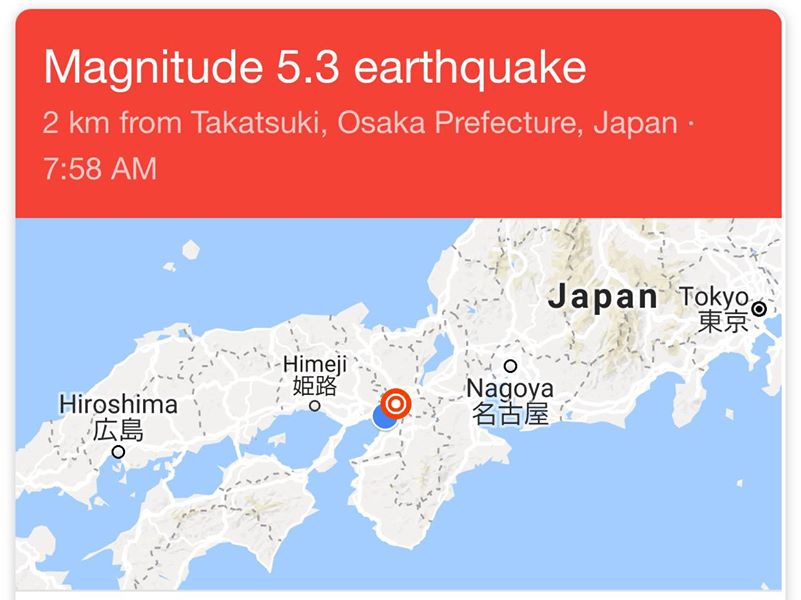 Magnitude 5.3 earthquake
2 km from Takatsuki, Osaka Prefecture, Japan ·
7:58 AM
Japan
Tokyo
東京
Himeji
姫路
Nagoya
名古屋
Hiroshima
広島